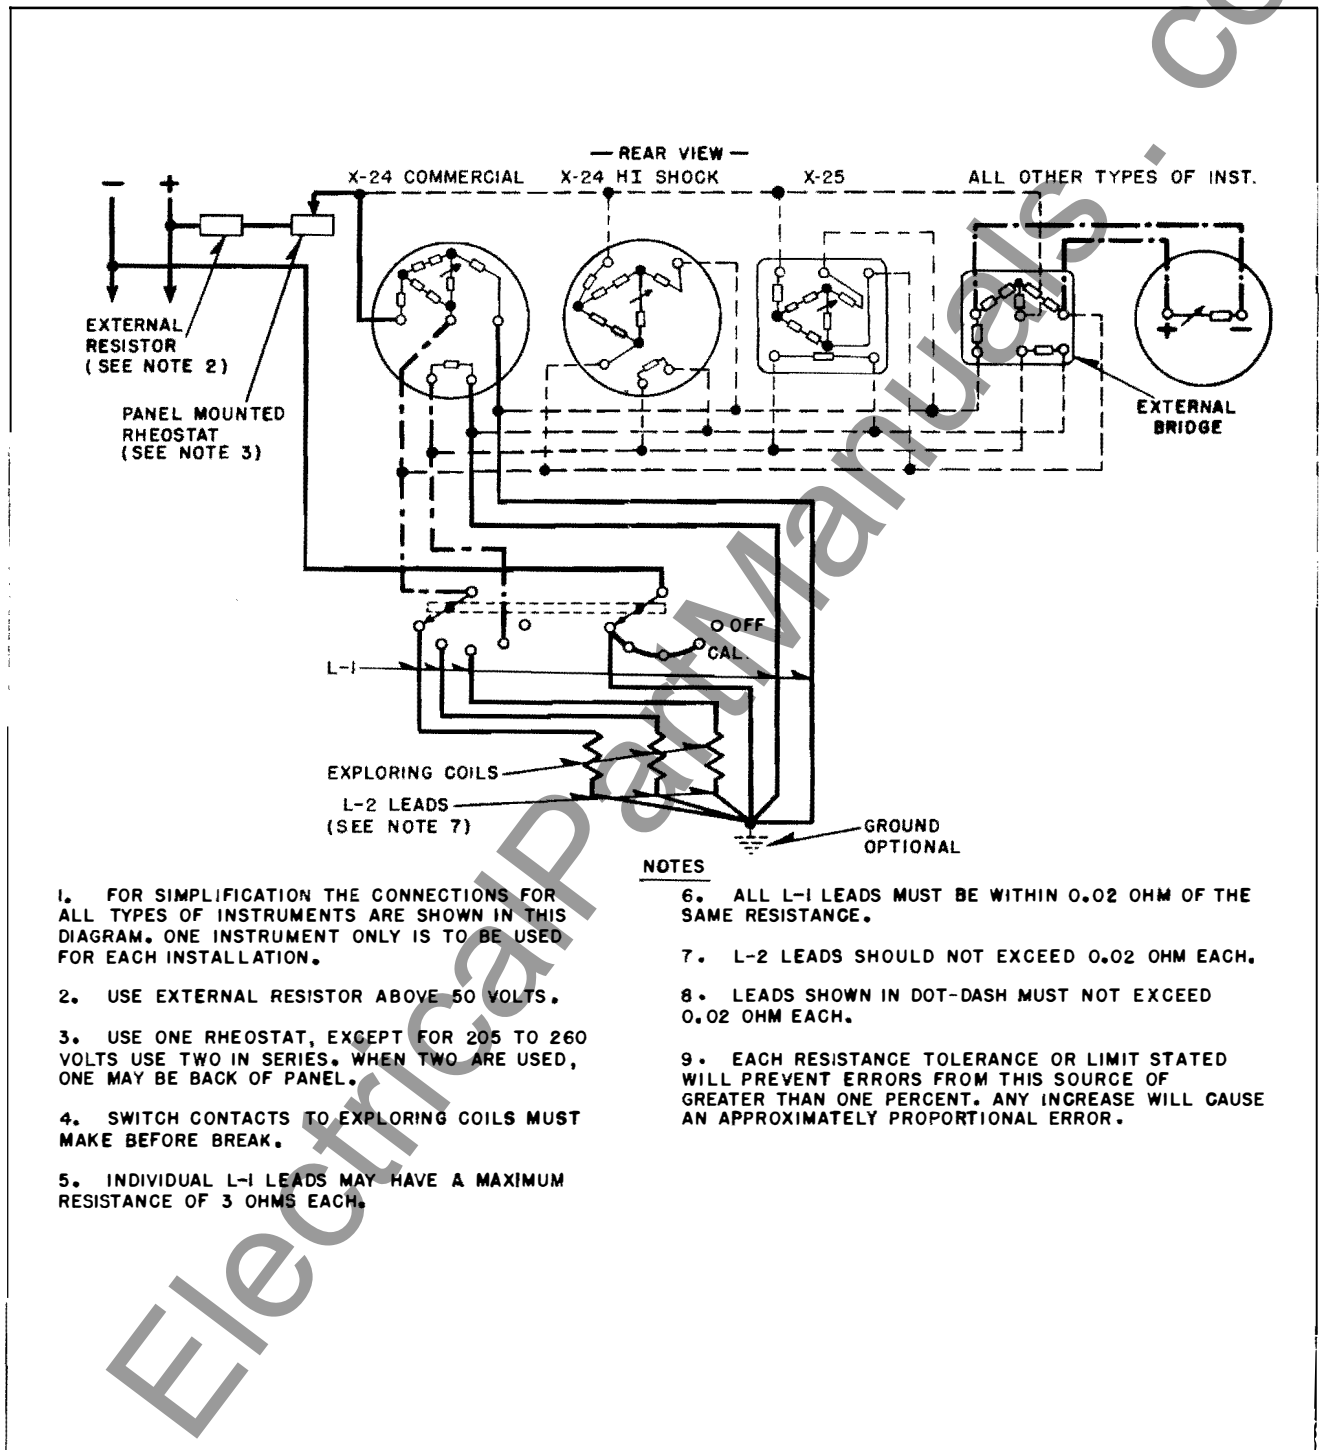 — REAR VIEW —
X-24 COMMERCIAL
X-24 HI SHOCK
X-25
ALL OTHER TYPES OF INST.
— +
EXTERNAL
RESISTOR
(SEE NOTE 2)
PANEL MOUNTED
RHEOSTAT
(SEE NOTE 3)
+ —
EXTERNAL
BRIDGE
OFF
CAL.
L-1
EXPLORING COILS
L-2 LEADS
(SEE NOTE 7)
GROUND
OPTIONAL
NOTES
1. FOR SIMPLIFICATION THE CONNECTIONS FOR
ALL TYPES OF INSTRUMENTS ARE SHOWN IN THIS
DIAGRAM. ONE INSTRUMENT ONLY IS TO BE USED
FOR EACH INSTALLATION.
2. USE EXTERNAL RESISTOR ABOVE 50 VOLTS.
3. USE ONE RHEOSTAT, EXCEPT FOR 205 TO 260
VOLTS USE TWO IN SERIES. WHEN TWO ARE USED,
ONE MAY BE BACK OF PANEL.
4. SWITCH CONTACTS TO EXPLORING COILS MUST
MAKE BEFORE BREAK.
5. INDIVIDUAL L-1 LEADS MAY HAVE A MAXIMUM
RESISTANCE OF 3 OHMS EACH.
6. ALL L-1 LEADS MUST BE WITHIN 0.02 OHM OF THE
SAME RESISTANCE.
7. L-2 LEADS SHOULD NOT EXCEED 0.02 OHM EACH.
8. LEADS SHOWN IN DOT-DASH MUST NOT EXCEED
0.02 OHM EACH.
9. EACH RESISTANCE TOLERANCE OR LIMIT STATED
WILL PREVENT ERRORS FROM THIS SOURCE OF
GREATER THAN ONE PERCENT. ANY INCREASE WILL CAUSE
AN APPROXIMATELY PROPORTIONAL ERROR.
ElectricalPartManuals.co